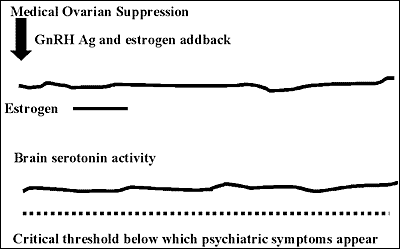 Medical Ovarian Suppression
GnRH Ag and estrogen addback
Estrogen
Brain serotonin activity
Critical threshold below which psychiatric symptoms appear